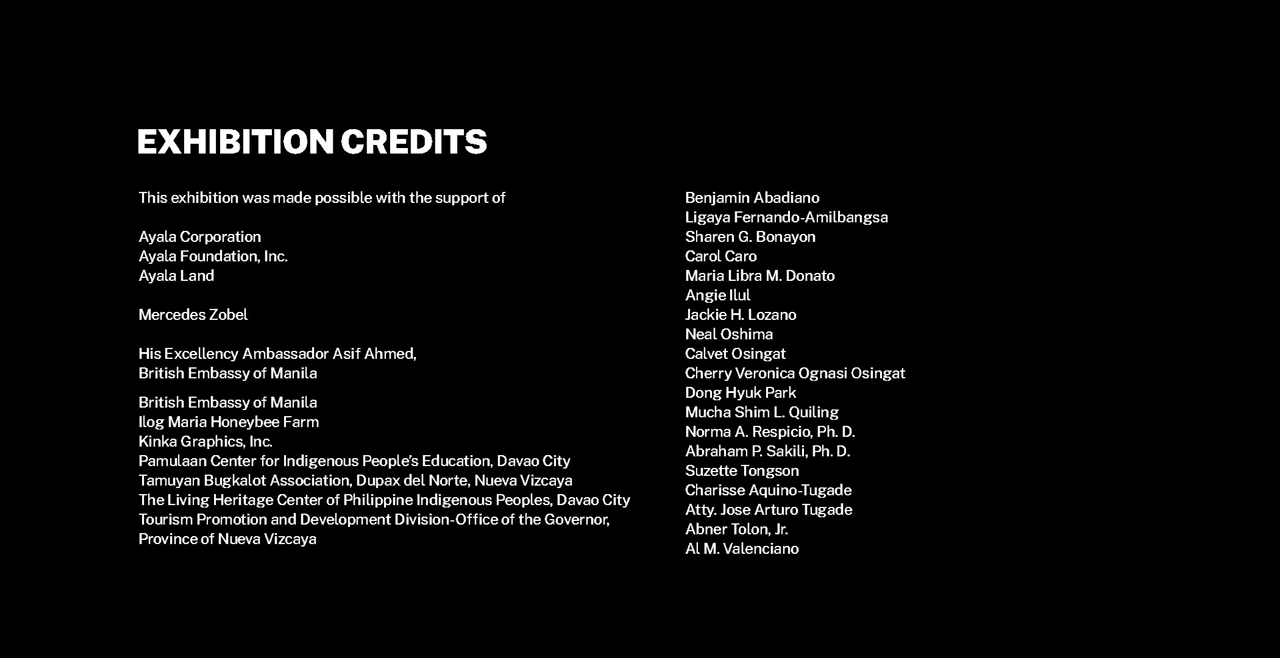 EXHIBITION CREDITS
This exhibition was made possible with the support of
Ayala Corporation
Ayala Foundation, Inc.
Ayala Land
Mercedes Zobel
His Excellency Ambassador Asif Ahmed,
British Embassy of Manila
British Embassy of Manila
Ilog Maria Honeybee Farm
Kinka Graphics, Inc.
Pamulaan Center for Indigenous People’s Education, Davao City
Tamuyan Bugkalot Association, Dupax del Norte, Nueva Vizcaya
The Living Heritage Center of Philippine Indigenous Peoples, Davao City
Tourism Promotion and Development Division-Office of the Governor,
Province of Nueva Vizcaya
Benjamin Abadiano
Ligaya Fernando-Amilbangsa
Sharen G. Bonayon
Carol Caro
Maria Libra M. Donato
Angie Ilul
Jackie H. Lozano
Neal Oshima
Calvet Osingat
Cherry Veronica Ognasi Osingat
Dong Hyuk Park
Mucha Shim L. Quiling
Norma A. Respicio, Ph. D.
Abraham P. Sakili, Ph. D.
Suzette Tongson
Charisse Aquino-Tugade
Atty. Jose Arturo Tugade
Abner Tolon, Jr.
Al M. Valenciano